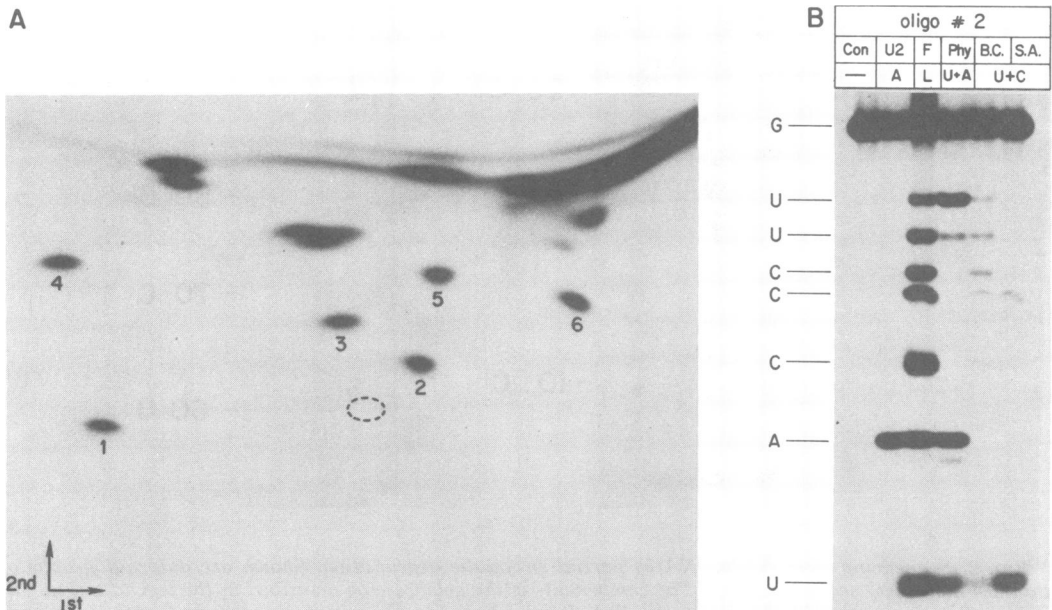 A
4
5
6
3
2
1
2nd
1st
B
oligo # 2
Con U2 F Phy B.C. S.A.
— A L U+A U+C
G
U
U
C
C
C
A
U